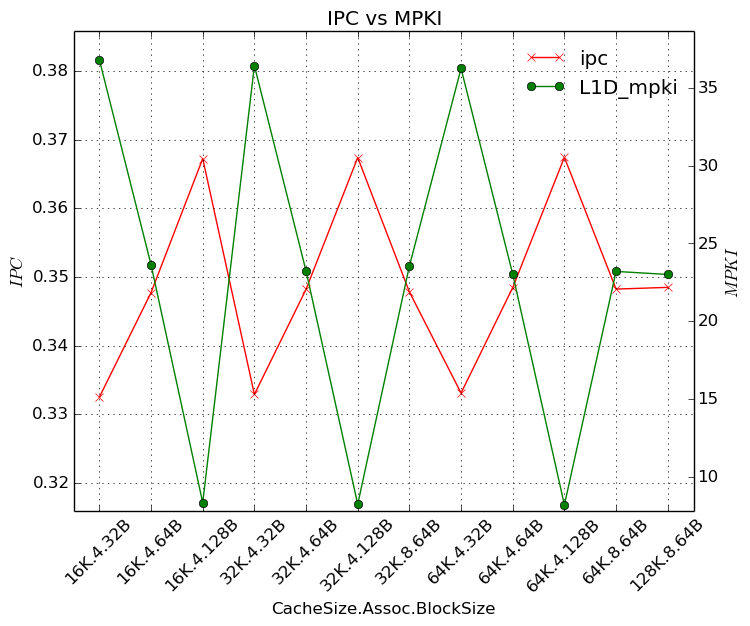 IPC vs MPKI
ipc
L1D_mpki
0.38
0.37
0.36
0.35
0.34
0.33
0.32
IPC
35
30
25
20
15
10
MPKI
16K.4.32B
16K.4.64B
16K.4.128B
32K.4.32B
32K.4.64B
32K.4.128B
32K.8.64B
64K.4.32B
64K.4.64B
64K.4.128B
64K.8.64B
128K.8.64B
CacheSize.Assoc.BlockSize